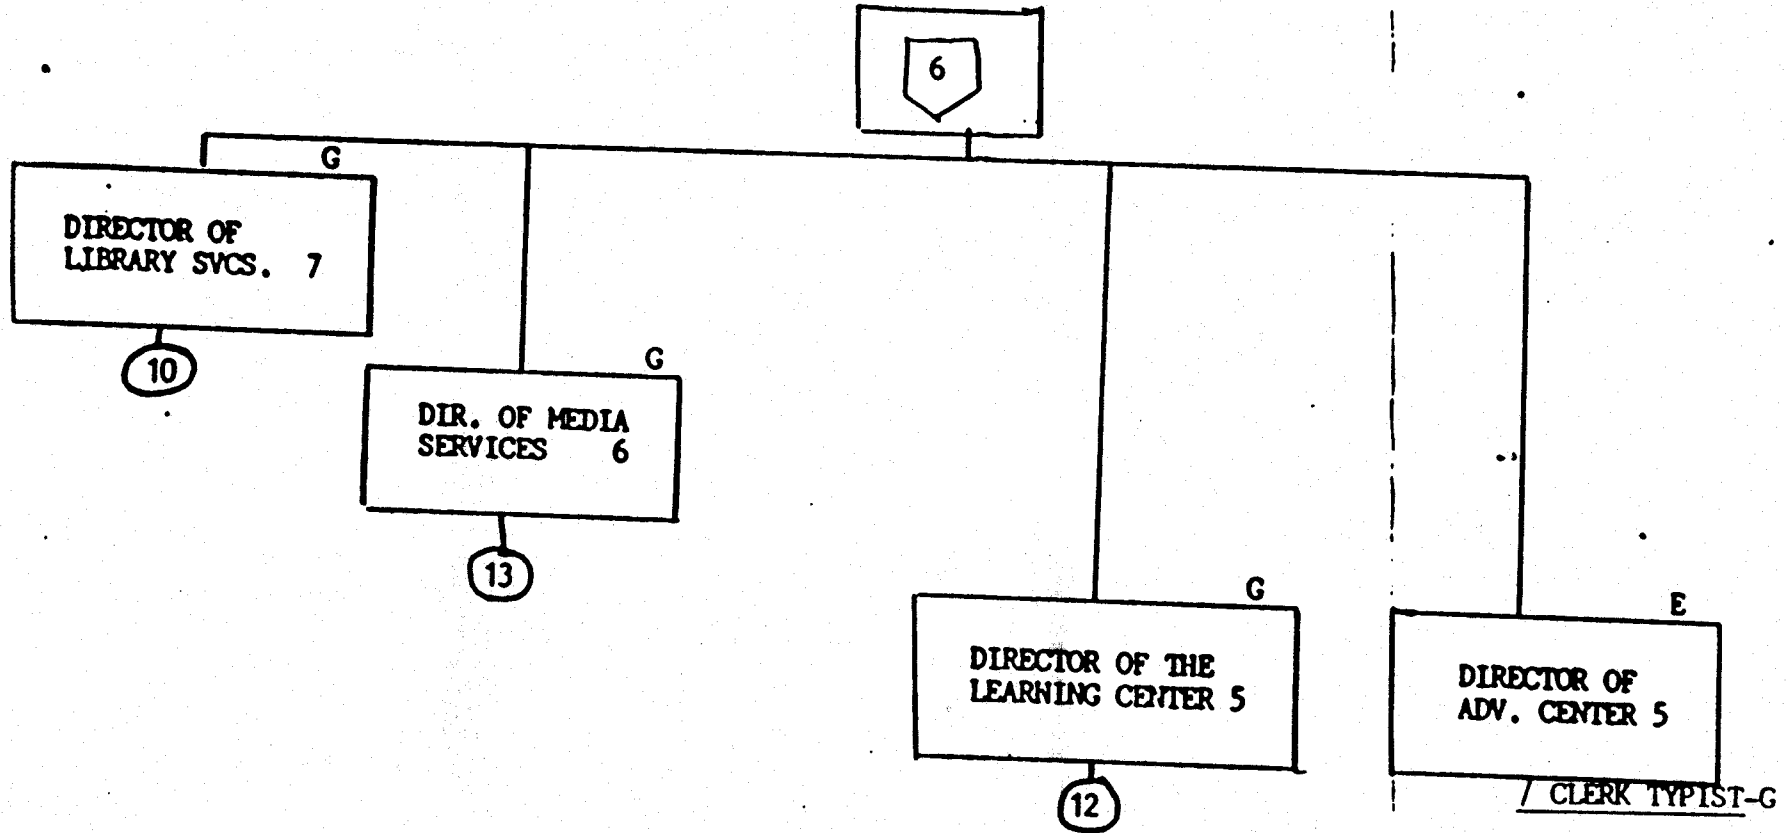 6
G
DIRECTOR OF
LIBRARY SVCS. 7
10
G
DIR. OF MEDIA
SERVICES 6
13
G
DIRECTOR OF THE
LEARNING CENTER 5
12
E
DIRECTOR OF
ADV. CENTER 5
/ CLERK TYPIST-G